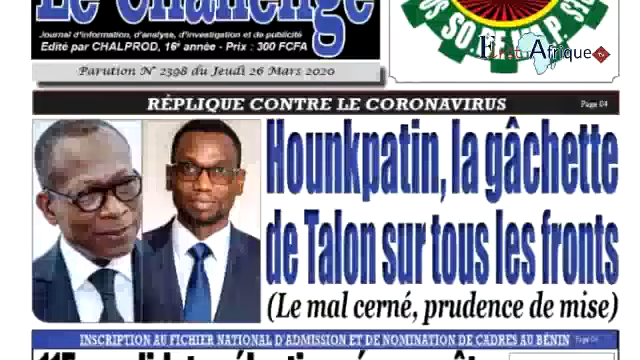 Le Challenge
Journal d'information, d'analyse, d'investigation et de publicité
Edité par CHALPROD, 16e année - Prix : 300 FCFA
Parution N° 2398 du Jeudi 26 Mars 2020
Afrique
RÉPLIQUE CONTRE LE CORONAVIRUS
Page 04
Hounkpatin, la gâchette
de Talon sur tous les fronts
(Le mal cerné, prudence de mise)
INSCRIPTION AU FICHIER NATIONAL D'ADMISSION ET DE NOMINATION DE CADRES AU BÉNIN